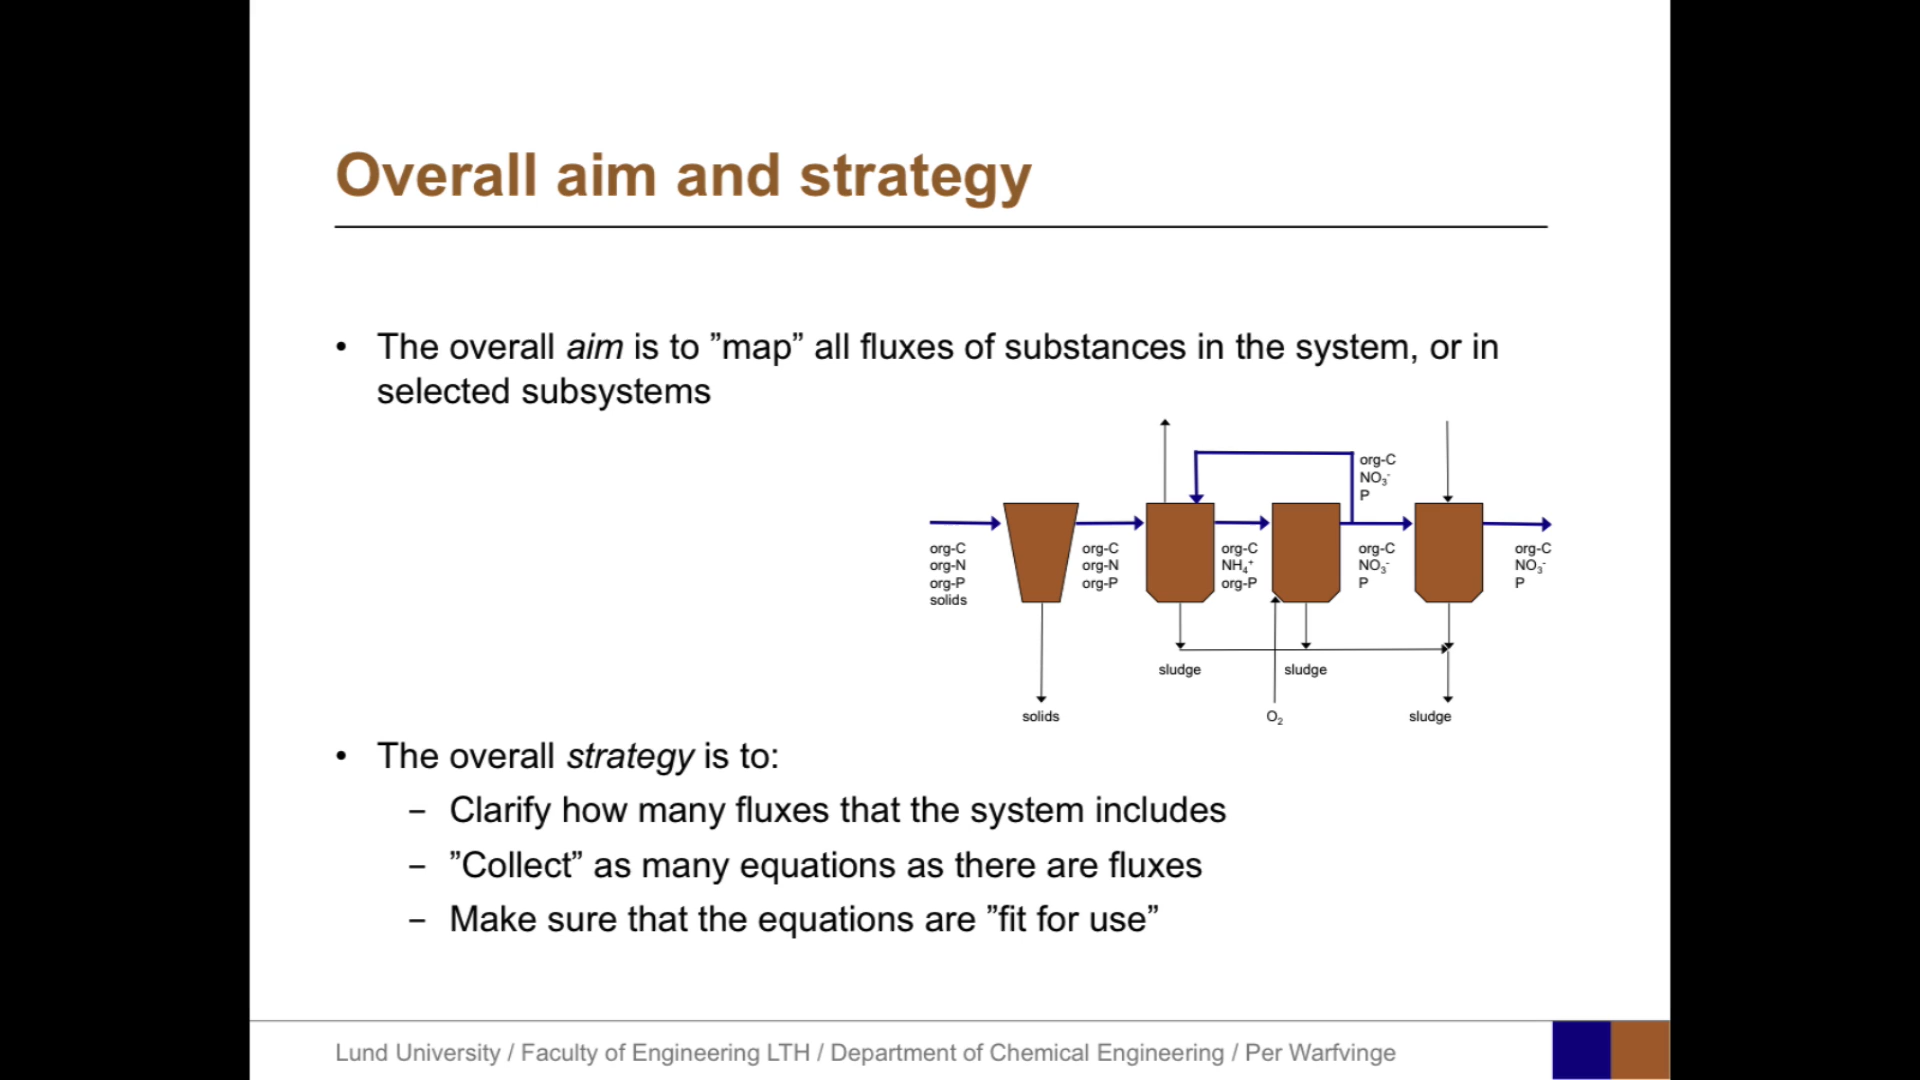 Overall aim and strategy
• The overall aim is to ”map” all fluxes of substances in the system, or in
selected subsystems
org-C
NO₃⁻
P
org-C
org-N
org-P
solids
org-C
org-N
org-P
org-C
NH₄⁺
org-P
org-C
NO₃⁻
P
org-C
NO₃⁻
P
sludge
sludge
solids
O₂
sludge
• The overall strategy is to:
– Clarify how many fluxes that the system includes
– ”Collect” as many equations as there are fluxes
– Make sure that the equations are ”fit for use”
Lund University / Faculty of Engineering LTH / Department of Chemical Engineering / Per Warfvinge